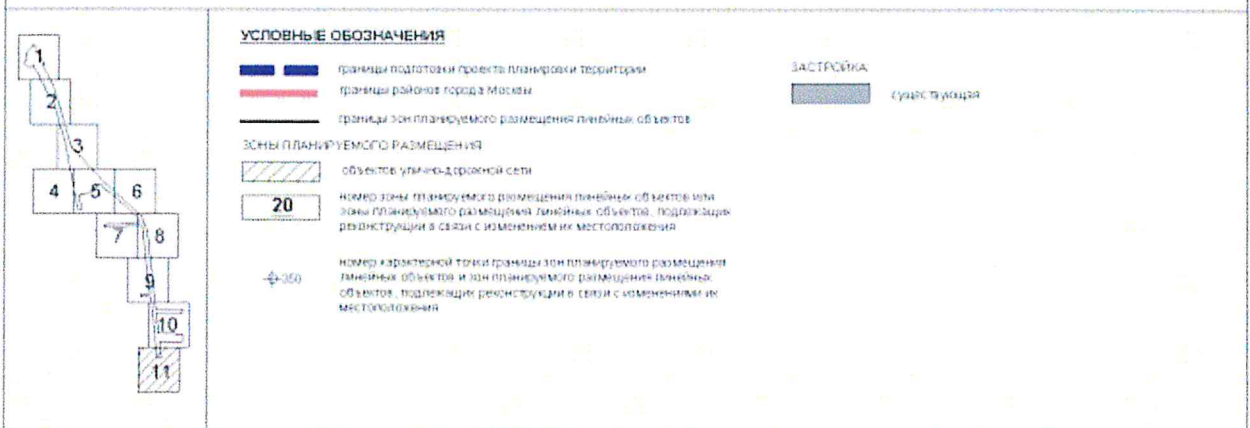 1
2
3
4 5 6
7 8
9
10
11
УСЛОВНЫЕ ОБОЗНАЧЕНИЯ
границы подготовки проекта планировки территории
границы районов города Москвы
границы зон планируемого размещения линейных объектов
ЗОНЫ ПЛАНИРУЕМОГО РАЗМЕЩЕНИЯ
объектов улично-дорожной сети
20
номер зоны планируемого размещения линейных объектов или
зоны планируемого размещения линейных объектов, подлежащих
реконструкции в связи с изменением их местоположения
350
номер характерной точки границы зон планируемого размещения
линейных объектов и зон планируемого размещения линейных
объектов, подлежащих реконструкции в связи с изменениями их
местоположения
ЗАСТРОЙКА
существующая